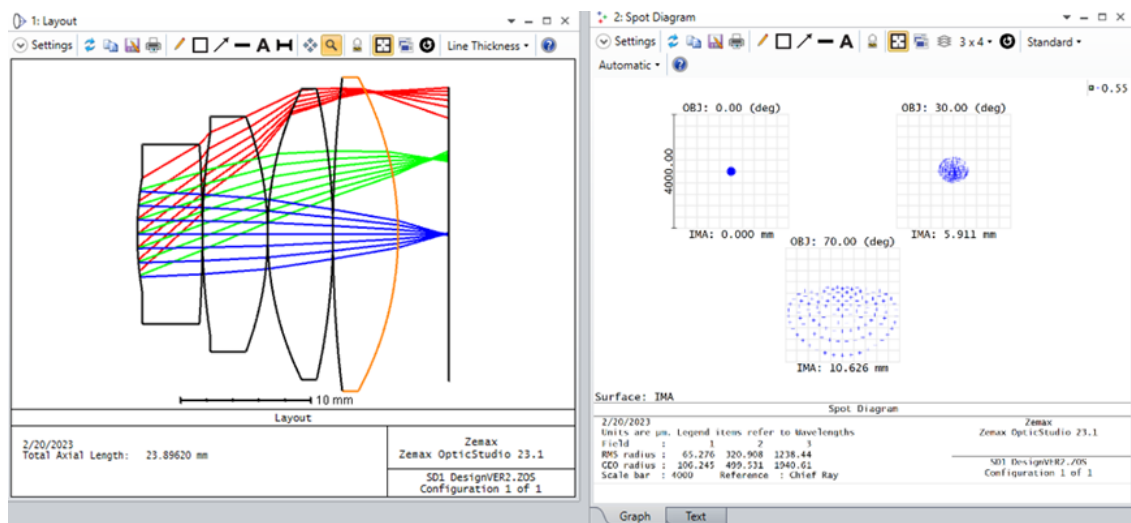 1: Layout
Settings
Line Thickness
10 mm
Layout
2/20/2023
Total Axial Length: 23.89620 mm
Zemax
Zemax OpticStudio 23.1
SD1 DesignVER2.ZOS
Configuration 1 of 1
2: Spot Diagram
Settings
3 x 4
Standard
Automatic
0.55
OBJ: 0.00 (deg)
OBJ: 30.00 (deg)
4000.00
IMA: 0.000 mm
IMA: 5.911 mm
OBJ: 70.00 (deg)
IMA: 10.626 mm
Surface: IMA
Spot Diagram
2/20/2023
Units are µm. Legend items refer to Wavelengths
Field : 1 2 3
RMS radius : 65.276 320.908 1238.44
GEO radius : 106.245 499.531 1940.61
Scale bar : 4000 Reference : Chief Ray
Zemax
Zemax OpticStudio 23.1
SD1 DesignVER2.ZOS
Configuration 1 of 1
Graph
Text